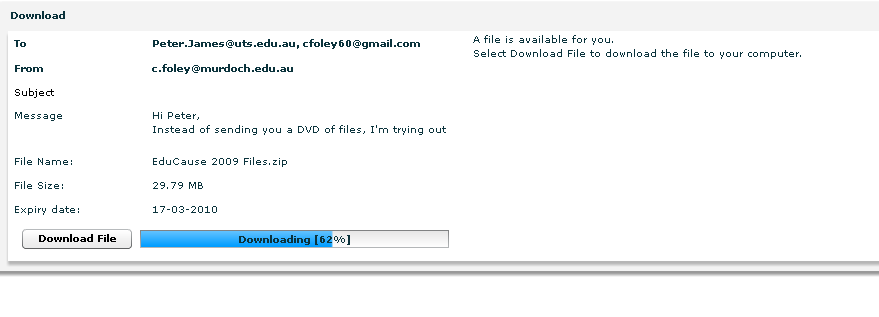 Download
To Peter.James@uts.edu.au, cfoley60@gmail.com
From c.foley@murdoch.edu.au
Subject
Message Hi Peter,
Instead of sending you a DVD of files, I'm trying out
File Name: EduCause 2009 Files.zip
File Size: 29.79 MB
Expiry date: 17-03-2010
Download File Downloading [62%]
A file is available for you.
Select Download File to download the file to your computer.